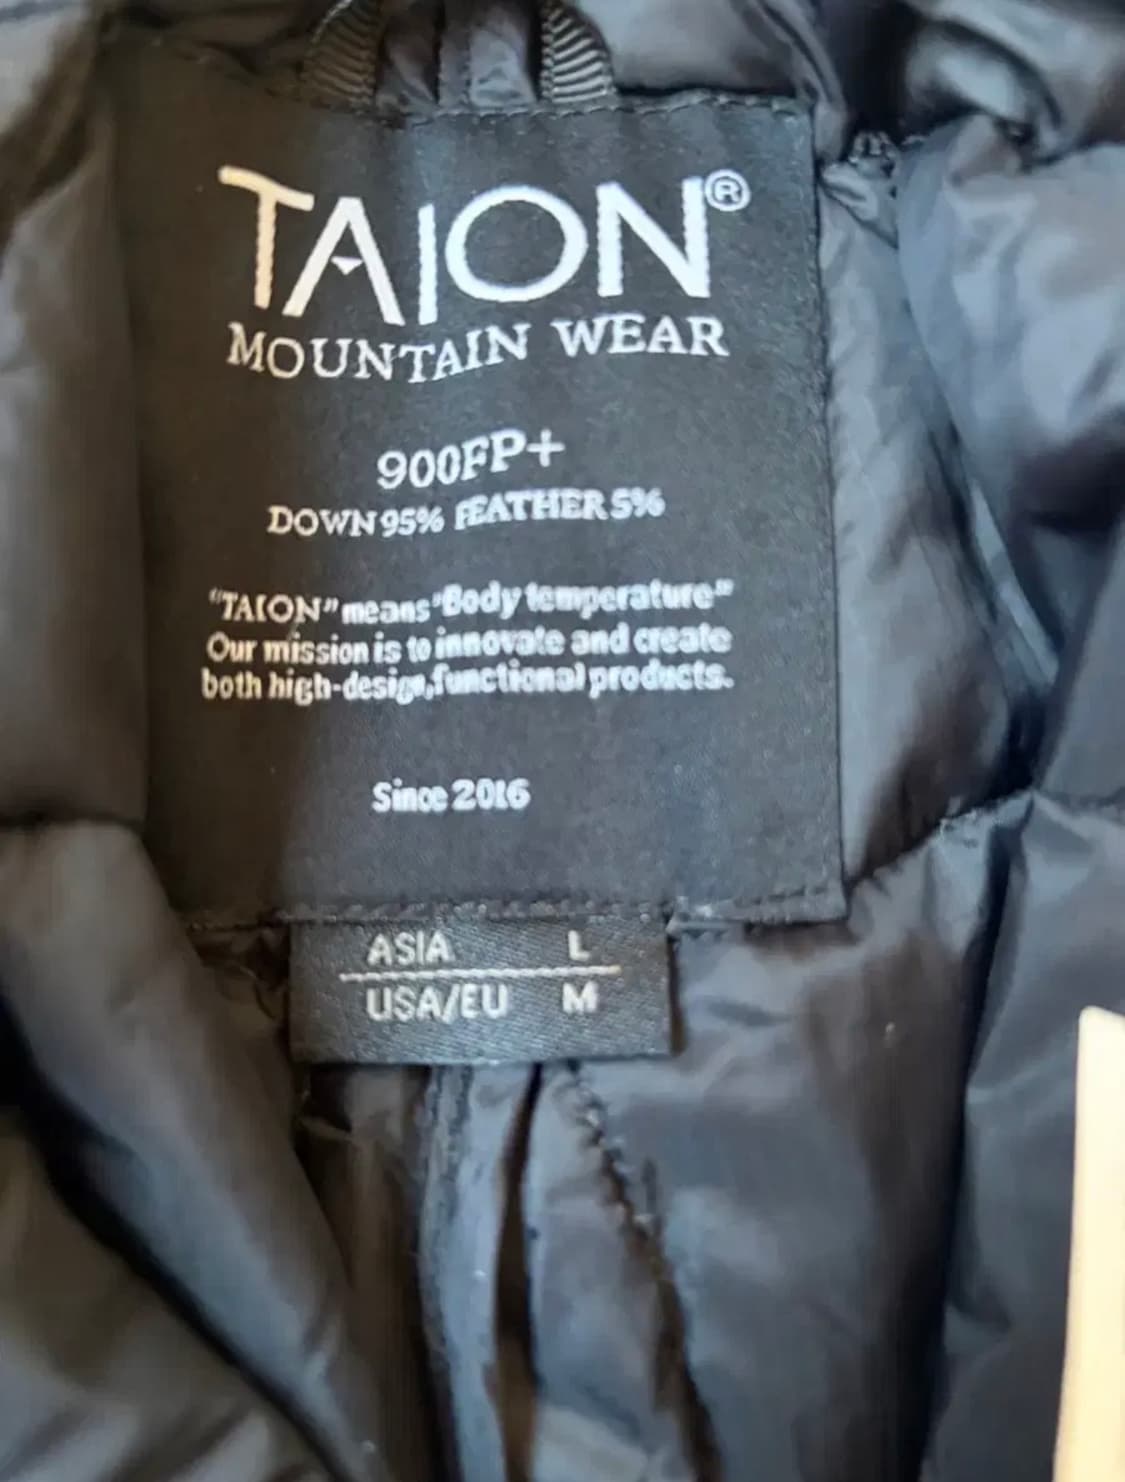 TAION®
MOUNTAIN WEAR
900FP+
DOWN 95% FEATHER 5%
"TAION" means "Body temperature"
Our mission is to innovate and create
both high-design, functional products.
Since 2016
ASIA L
USA/EU M